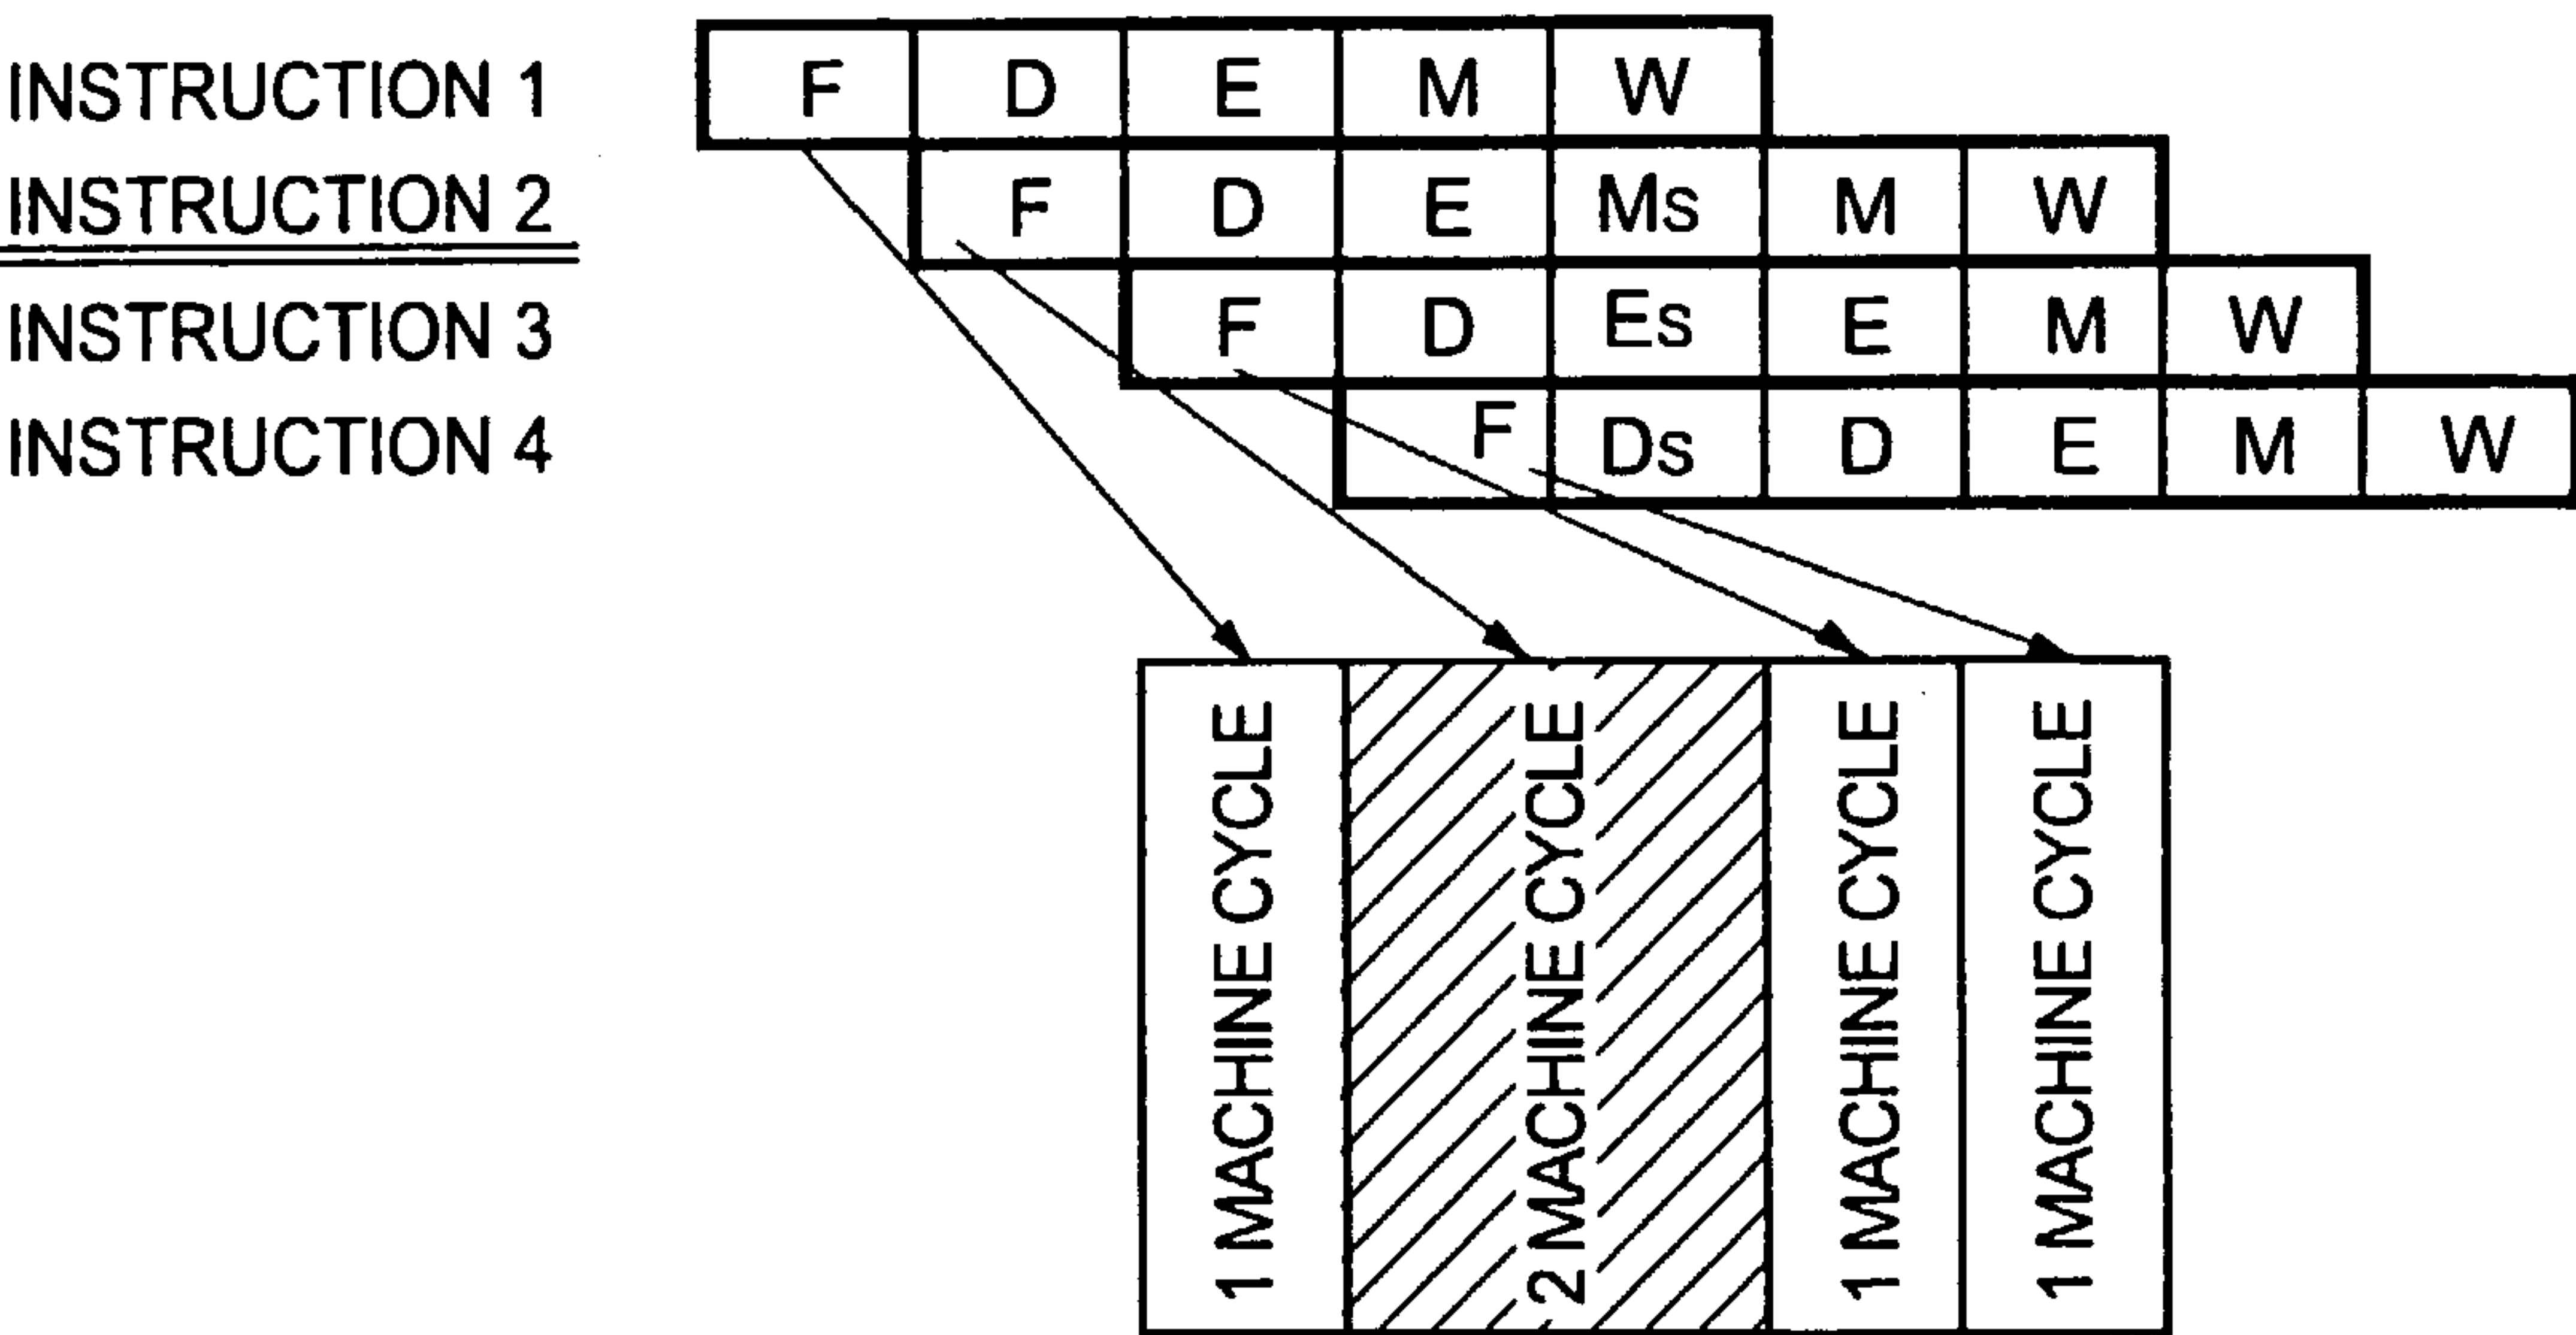 INSTRUCTION 1 F D E M W
INSTRUCTION 2 F D E Ms M W
INSTRUCTION 3 F D Es E M W
INSTRUCTION 4 F Ds D E M W
1 MACHINE CYCLE
2 MACHINE CYCLE
1 MACHINE CYCLE
1 MACHINE CYCLE